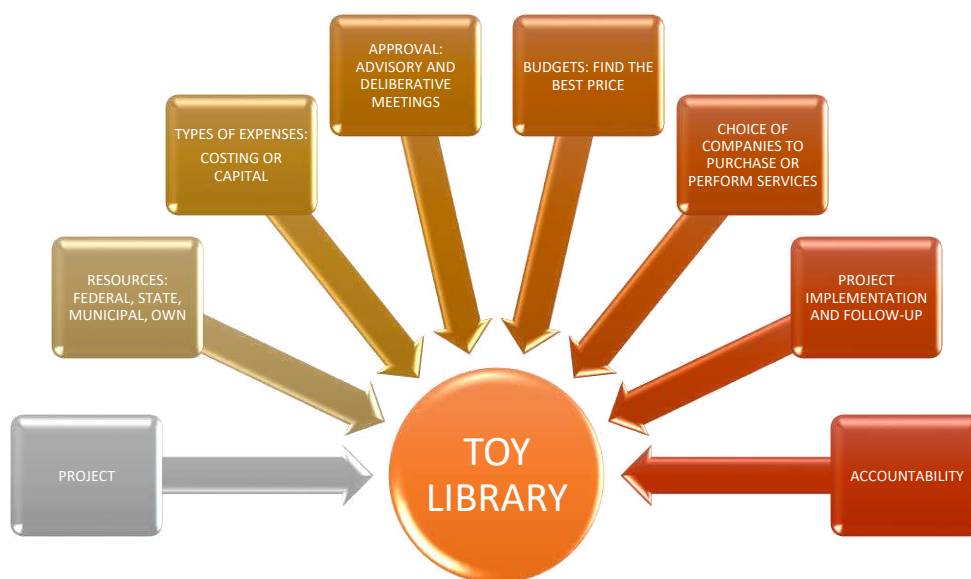 PROJECT
RESOURCES:
FEDERAL, STATE,
MUNICIPAL, OWN
TYPES OF EXPENSES:
COSTING OR
CAPITAL
APPROVAL:
ADVISORY AND
DELIBERATIVE
MEETINGS
BUDGETS: FIND THE
BEST PRICE
CHOICE OF
COMPANIES TO
PURCHASE OR
PERFORM SERVICES
PROJECT
IMPLEMENTATION
AND FOLLOW-UP
ACCOUNTABILITY
TOY
LIBRARY